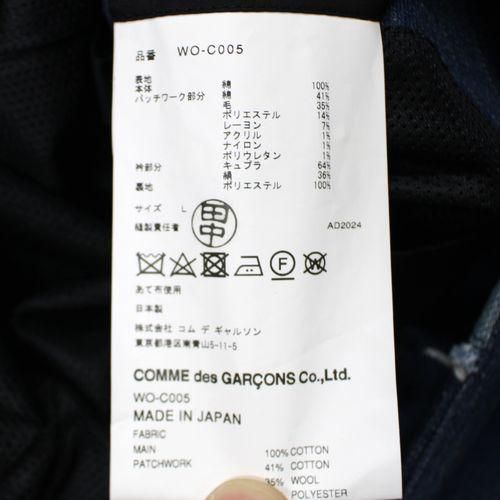 品番 WO-C005
表地
本体 綿 100%
パッチワーク部分 綿 41%
毛 35%
ポリエステル 14%
レーヨン 7%
アクリル 1%
ナイロン 1%
ポリウレタン 1%
衿部分 キュプラ 64%
絹 36%
裏地 ポリエステル 100%
サイズ L
縫製責任者 田中 AD2024
F W
あて布使用
日本製
株式会社 コム デ ギャルソン
東京都港区南青山5-11-5
COMME des GARÇONS Co.,Ltd.
WO-C005
MADE IN JAPAN
FABRIC
MAIN 100% COTTON
PATCHWORK 41% COTTON
35% WOOL
POLYESTER